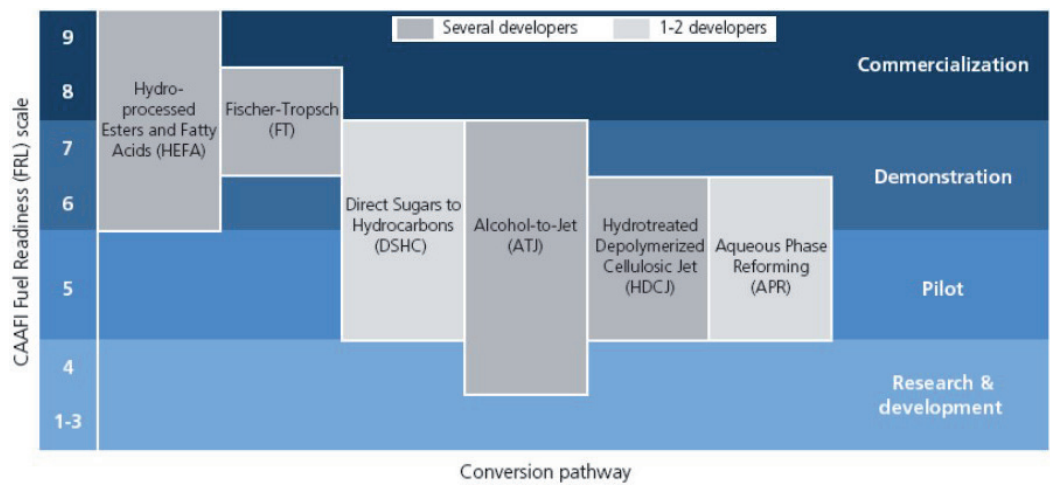 Several developers
1-2 developers
CAAFI Fuel Readiness (FRL) scale
9
8
7
6
5
4
1-3
Hydro-
processed
Esters and Fatty
Acids (HEFA)
Fischer-Tropsch
(FT)
Direct Sugars to
Hydrocarbons
(DSHC)
Alcohol-to-Jet
(ATJ)
Hydrotreated
Depolymerized
Cellulosic Jet
(HDCJ)
Aqueous Phase
Reforming
(APR)
Commercialization
Demonstration
Pilot
Research &
development
Conversion pathway